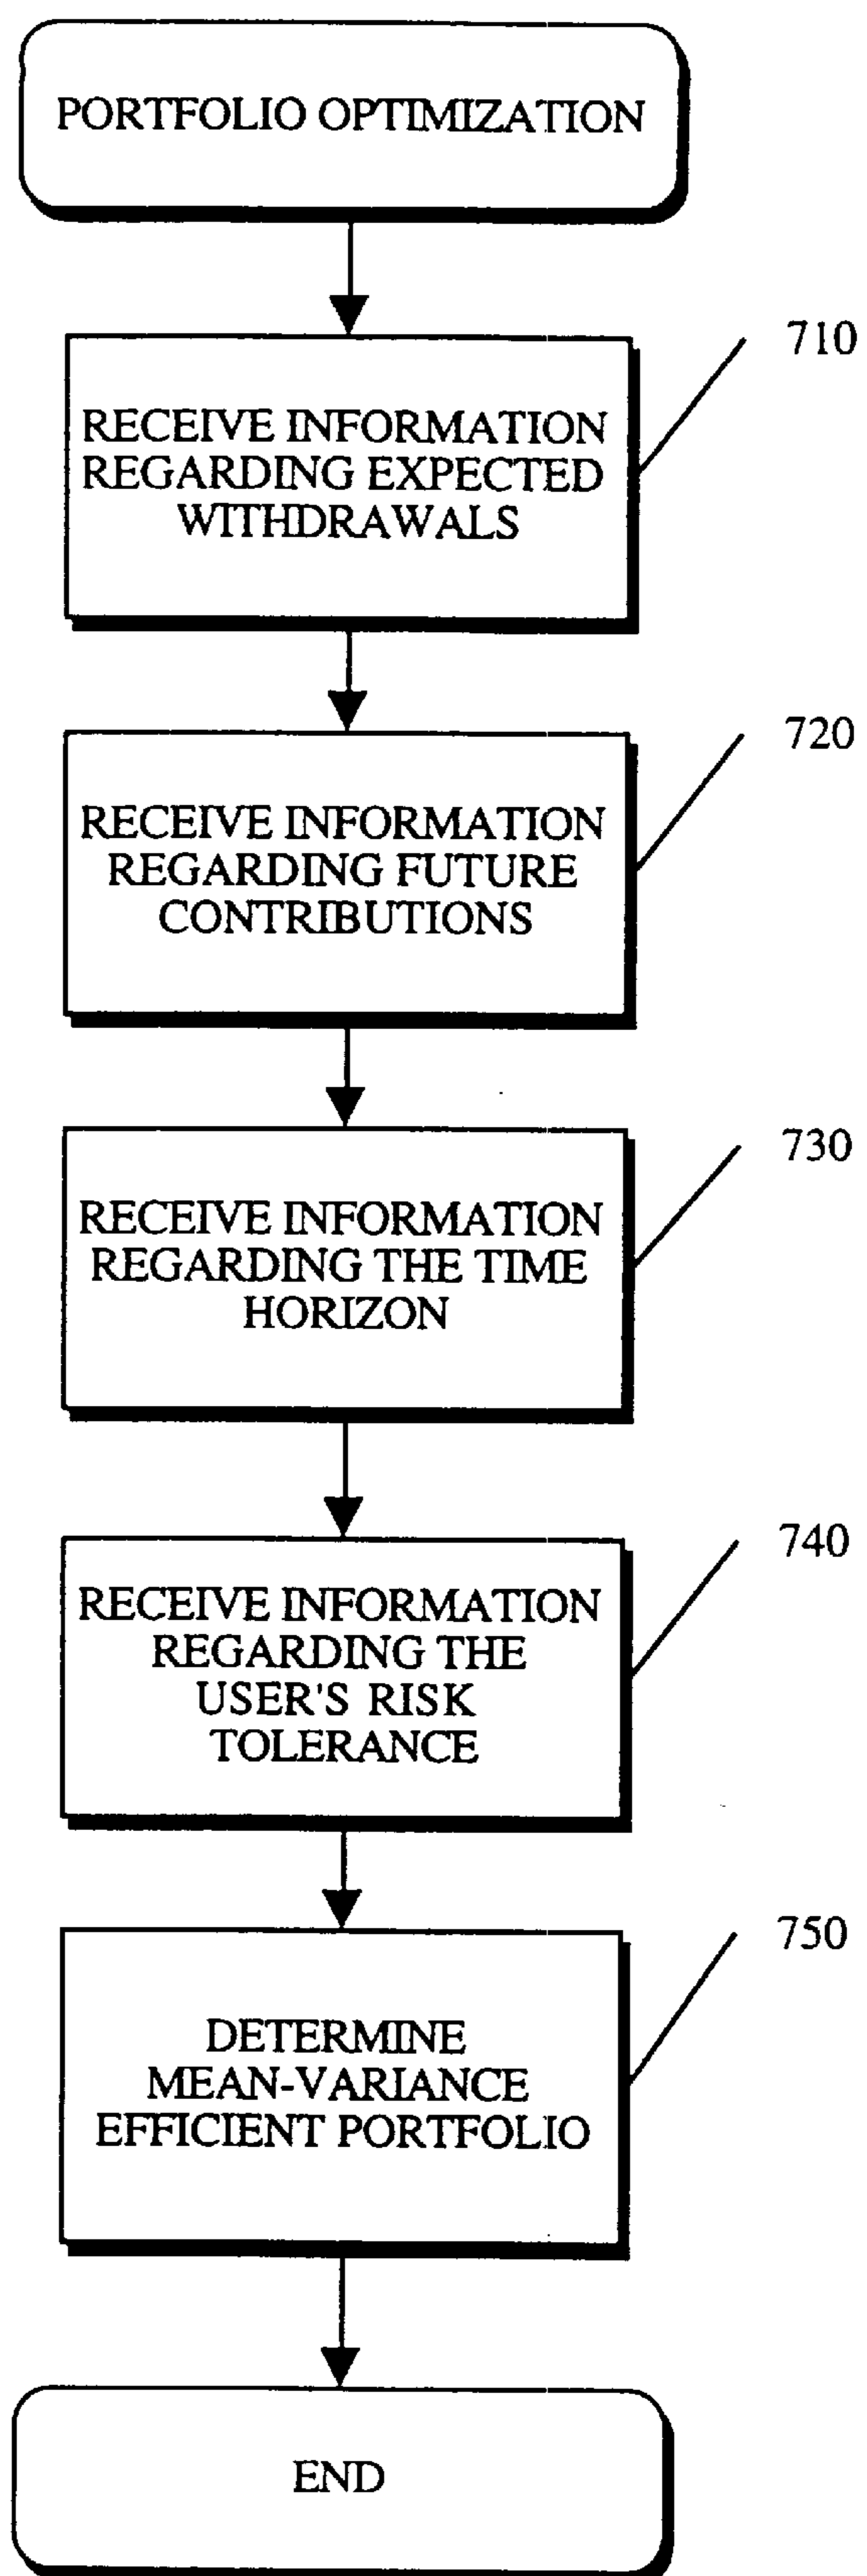 PORTFOLIO OPTIMIZATION
710
RECEIVE INFORMATION
REGARDING EXPECTED
WITHDRAWALS
720
RECEIVE INFORMATION
REGARDING FUTURE
CONTRIBUTIONS
730
RECEIVE INFORMATION
REGARDING THE TIME
HORIZON
740
RECEIVE INFORMATION
REGARDING THE
USER'S RISK
TOLERANCE
750
DETERMINE
MEAN-VARIANCE
EFFICIENT PORTFOLIO
END